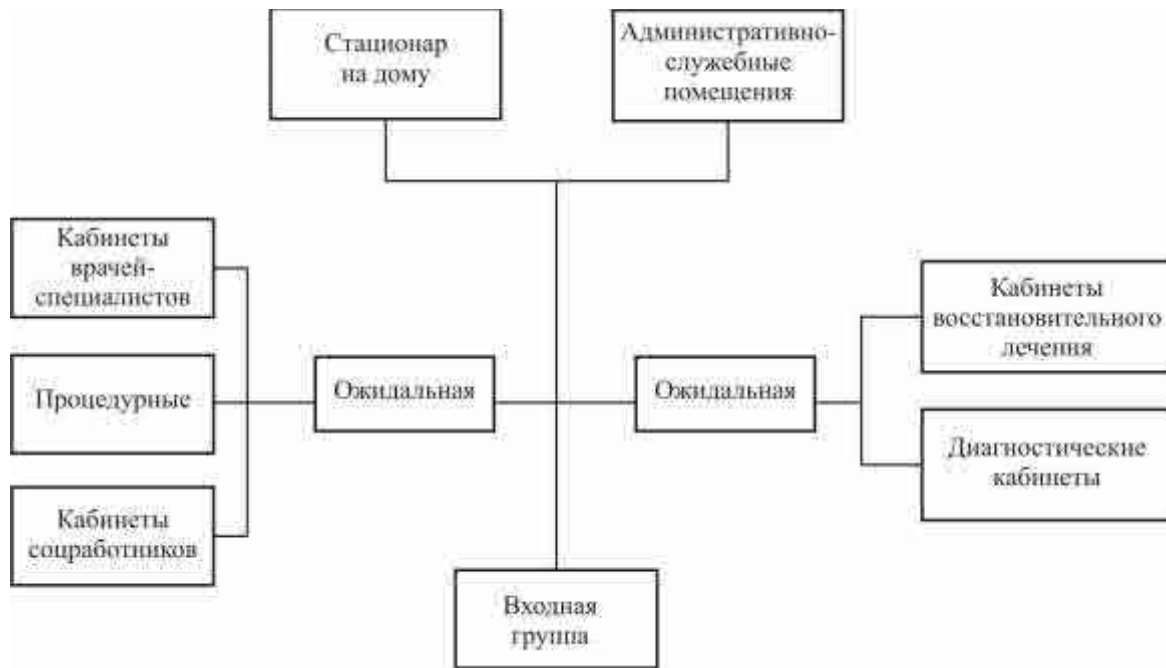 Стационар
на дому
Административно-
служебные
помещения
Кабинеты
врачей-
специалистов
Процедурные
Кабинеты
соцработников
Ожидальная
Ожидальная
Кабинеты
восстановительного
лечения
Диагностические
кабинеты
Входная
группа